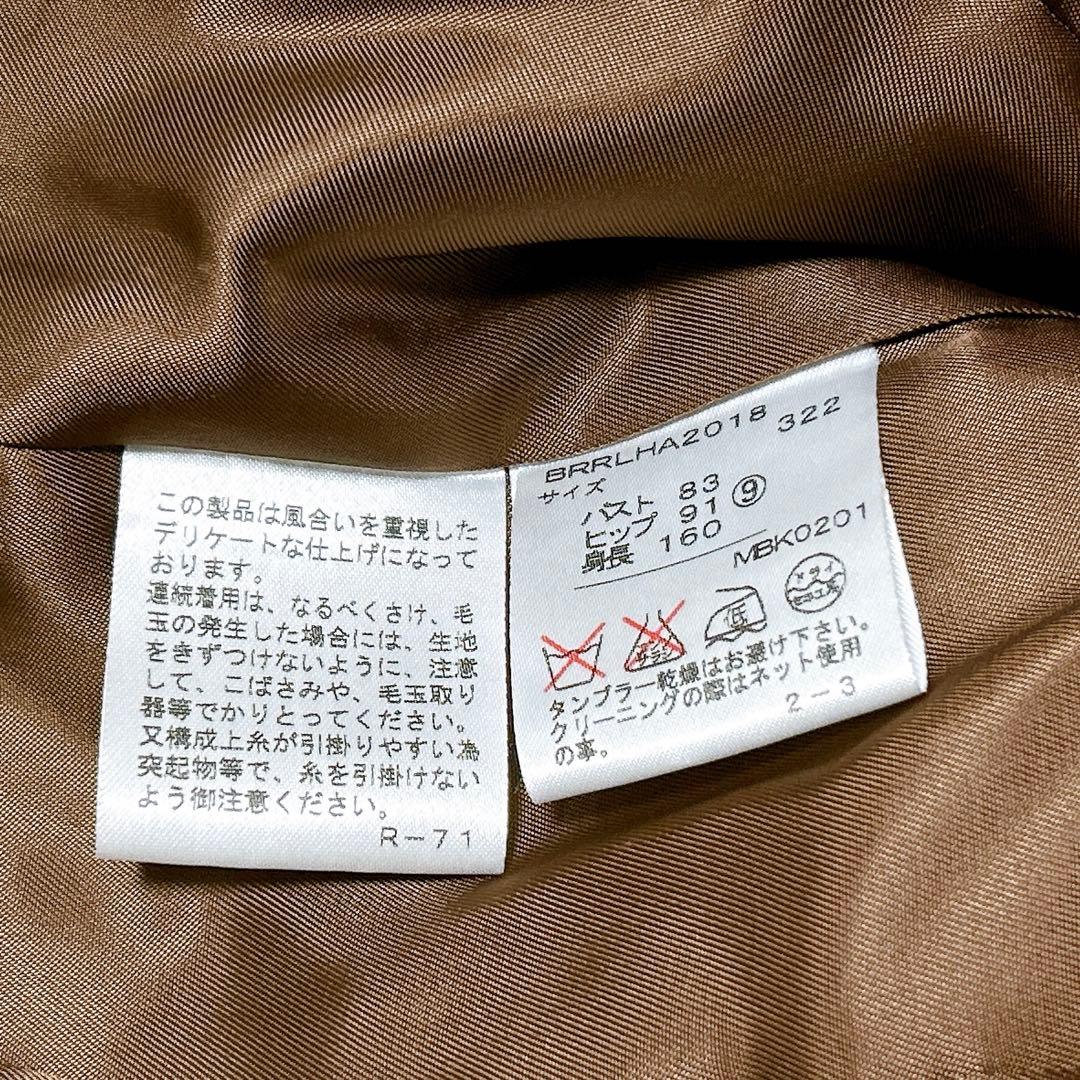 この製品は風合いを重視した
デリケートな仕上げになって
おります。
連続着用は、なるべくさけ、毛
玉の発生した場合には、生地
をきずつけないように、注意
して、こばさみや、毛玉取り
器等でかりとってください。
又構成上糸が引掛りやすい為
突起物等で、糸を引掛けない
よう御注意ください。
R-71
BRRLHA2018
322
サイズ
バスト 83
ヒップ 91 ⑨
身長 160
MBK0201
エンソサラシ
低
ドライ
セキユ系
タンブラー乾燥はお避け下さい。
クリーニングの際はネット使用
の事。
2-3